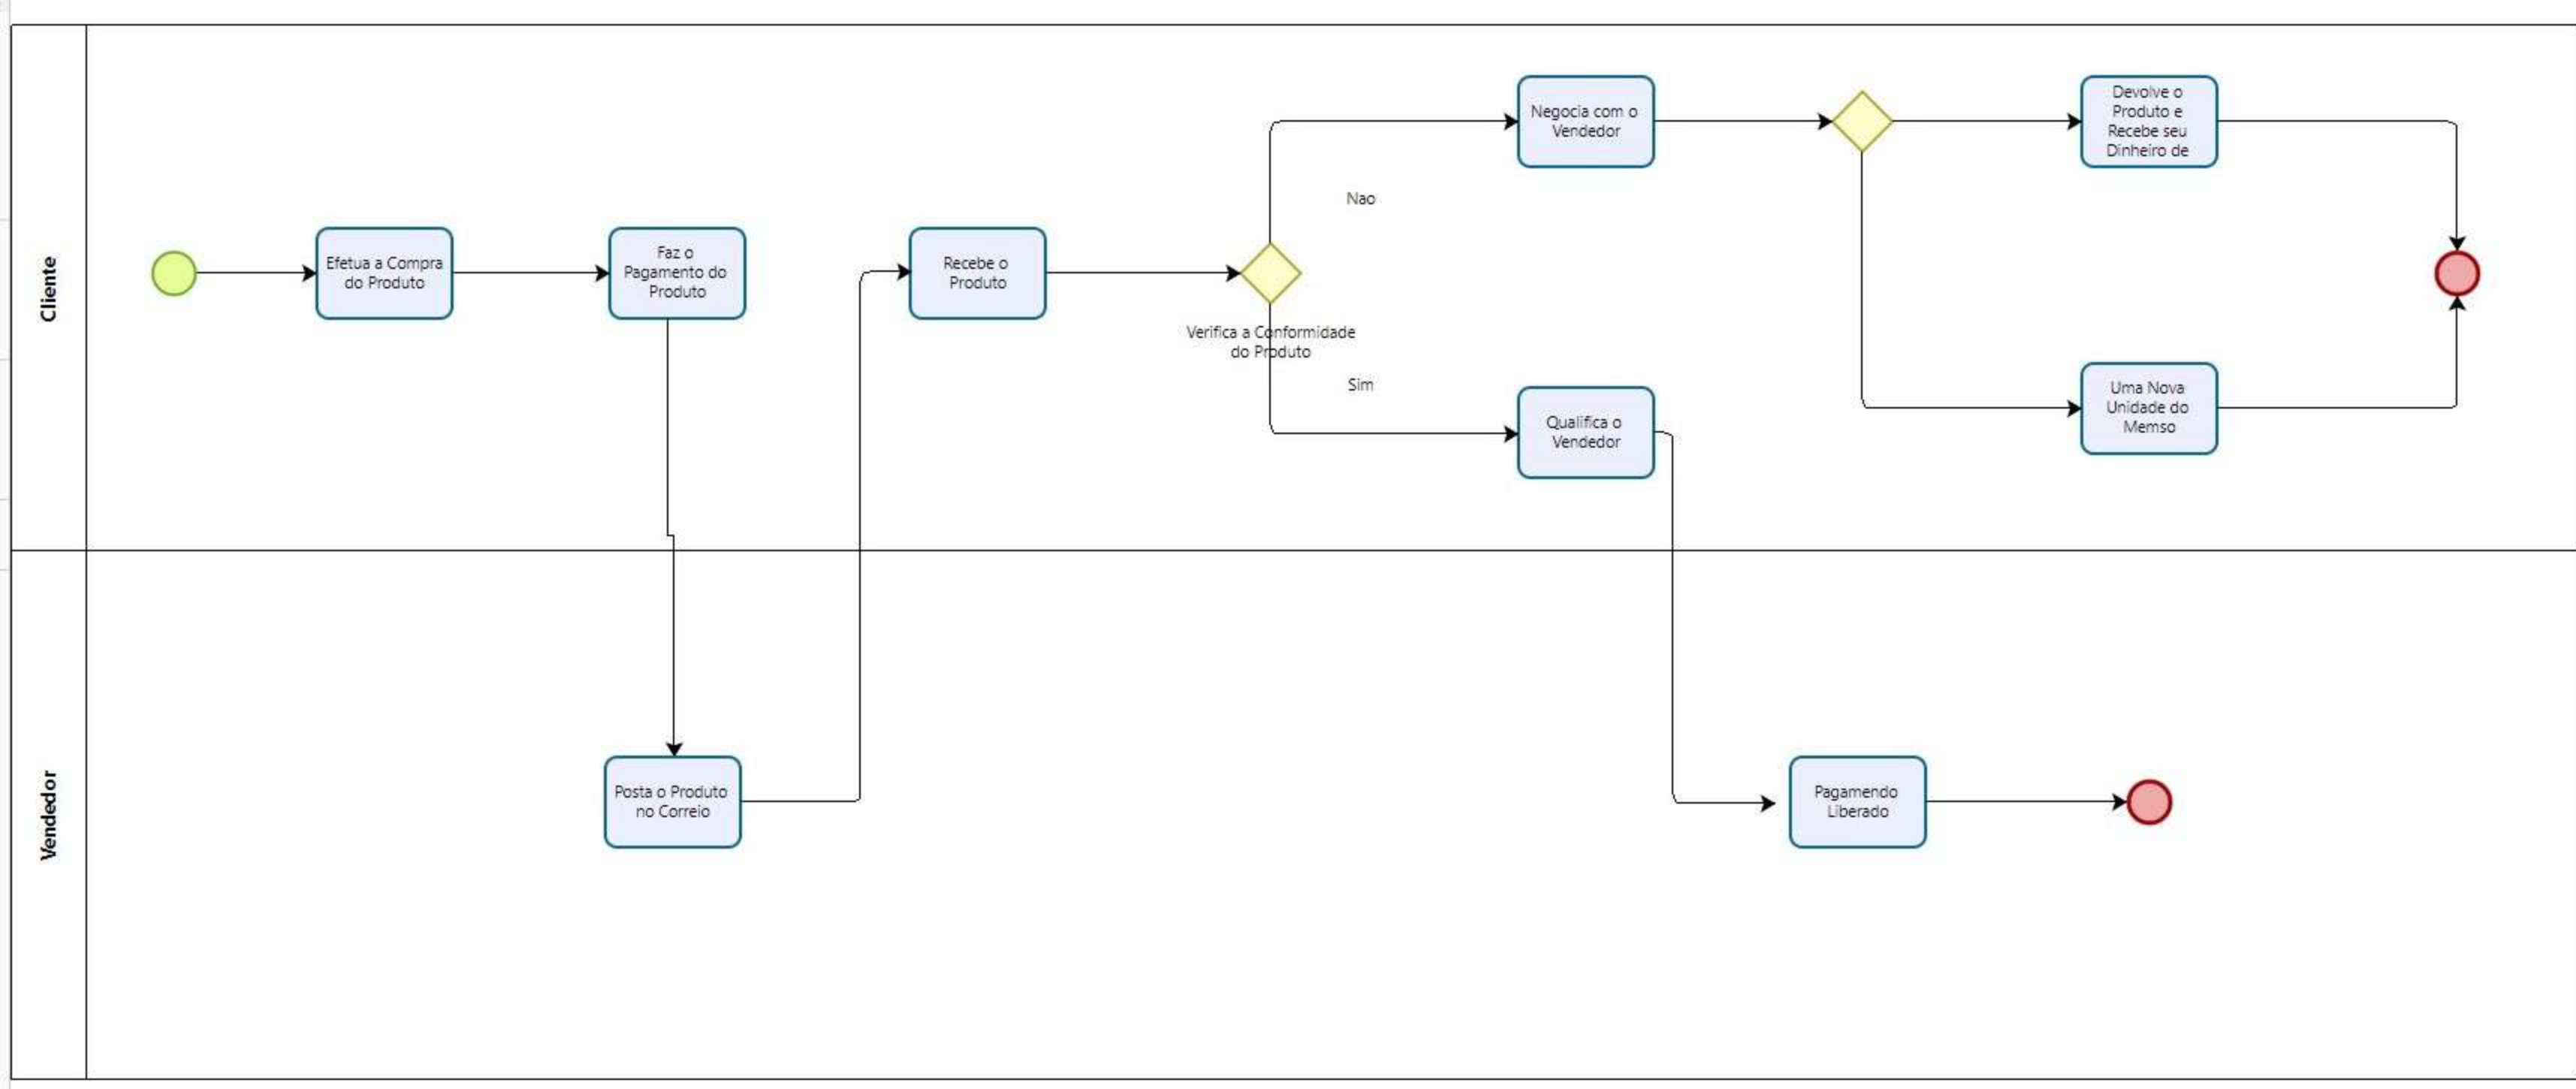 Cliente
Efetua a Compra
do Produto
Faz o
Pagamento do
Produto
Recebe o
Produto
Verifica a Conformidade
do Produto
Nao
Sim
Negocia com o
Vendedor
Qualifica o
Vendedor
Devolve o
Produto e
Recebe seu
Dinheiro de
Uma Nova
Unidade do
Memso
Vendedor
Posta o Produto
no Correio
Pagamendo
Liberado